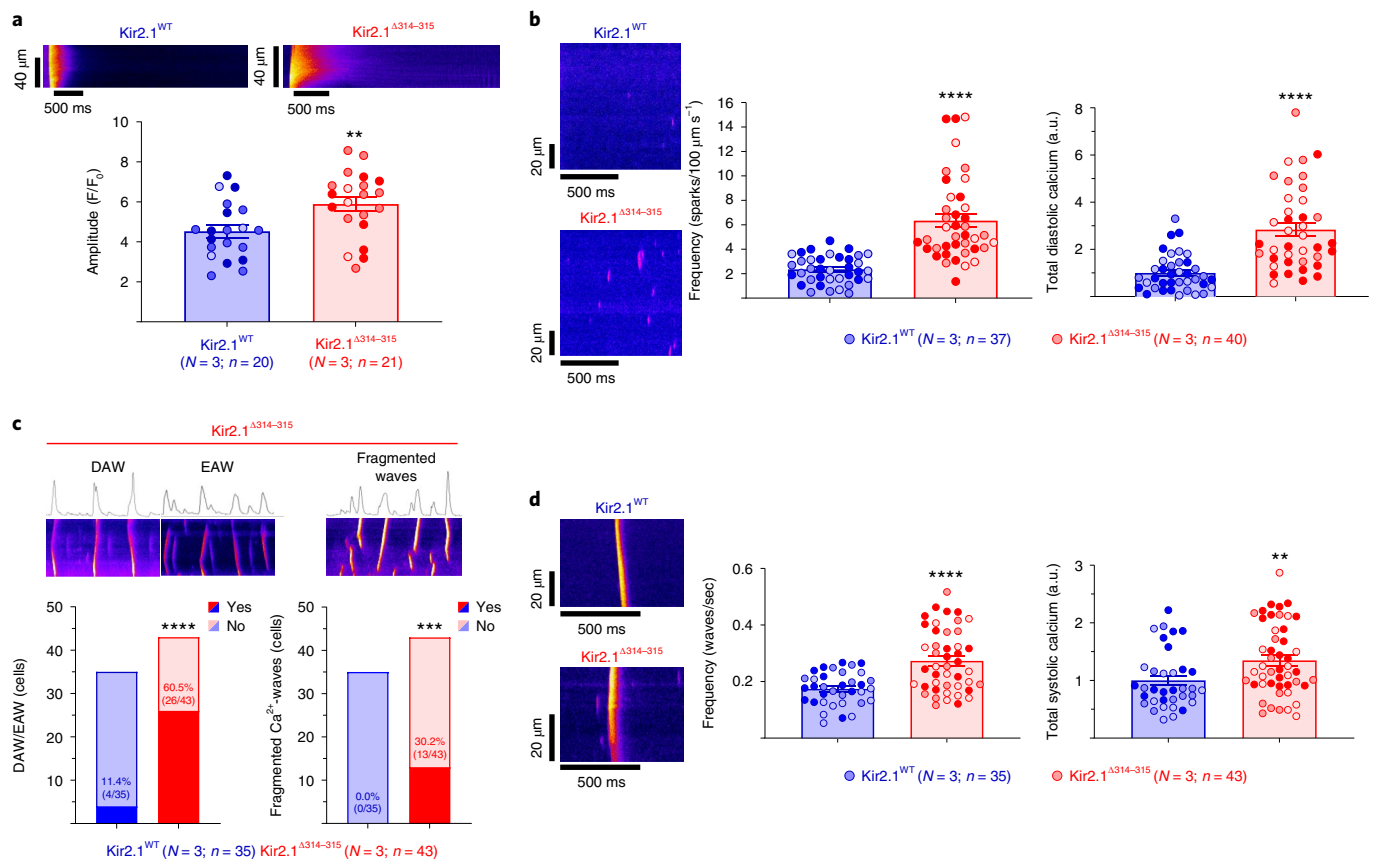 a
Kir2.1WT
Kir2.1Δ314–315
40 μm
40 μm
500 ms
500 ms
Amplitude (F/F0)
10
8
6
4
2
**
Kir2.1WT
(N = 3; n = 20)
Kir2.1Δ314–315
(N = 3; n = 21)
b
Kir2.1WT
20 μm
500 ms
Kir2.1Δ314–315
20 μm
500 ms
Frequency (sparks/100 μm s−1)
16
14
12
10
8
6
4
2
****
Total diastolic calcium (a.u.)
8
6
4
2
****
Kir2.1WT (N = 3; n = 37)
Kir2.1Δ314–315 (N = 3; n = 40)
c
Kir2.1Δ314–315
DAW
EAW
Fragmented
waves
DAW/EAW (cells)
50
40
30
20
10
Yes
No
****
60.5%
(26/43)
11.4%
(4/35)
Fragmented Ca2+-waves (cells)
50
40
30
20
10
Yes
No
***
30.2%
(13/43)
0.0%
(0/35)
Kir2.1WT (N = 3; n = 35) Kir2.1Δ314–315 (N = 3; n = 43)
d
Kir2.1WT
20 μm
500 ms
Kir2.1Δ314–315
20 μm
500 ms
Frequency (waves/sec)
0.6
0.4
0.2
****
Total systolic calcium (a.u.)
3
2
1
**
Kir2.1WT (N = 3; n = 35)
Kir2.1Δ314–315 (N = 3; n = 43)